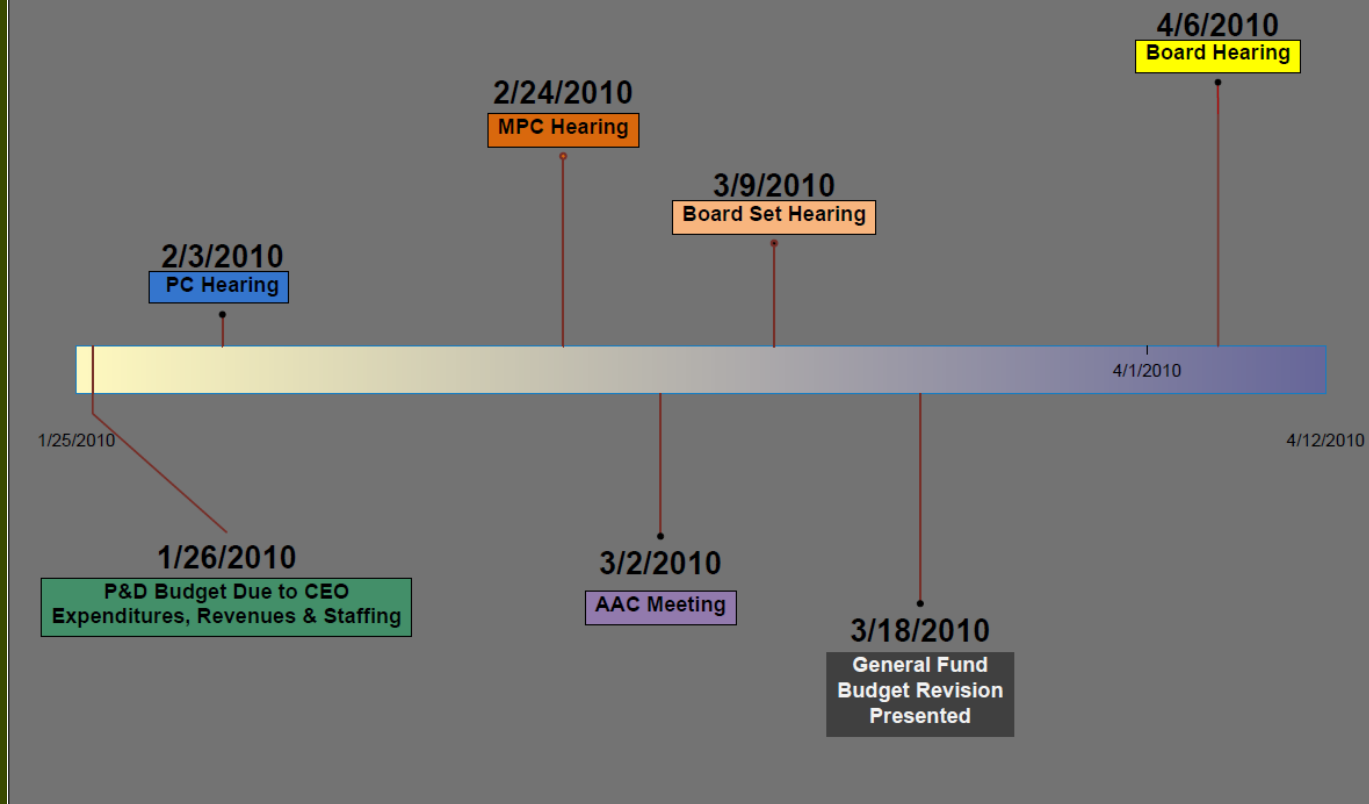 4/6/2010
Board Hearing
2/24/2010
MPC Hearing
3/9/2010
Board Set Hearing
2/3/2010
PC Hearing
4/1/2010
1/25/2010
4/12/2010
1/26/2010
P&D Budget Due to CEO
Expenditures, Revenues & Staffing
3/2/2010
AAC Meeting
3/18/2010
General Fund
Budget Revision
Presented